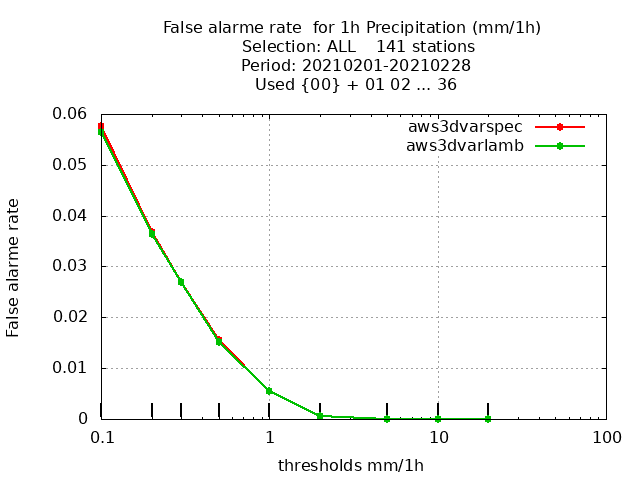 False alarme rate  for 1h Precipitation (mm/1h)
Selection: ALL    141 stations
Period: 20210201-20210228
Used {00} + 01 02 ... 36
aws3dvarspec
aws3dvarlamb
False alarme rate
0.06
0.05
0.04
0.03
0.02
0.01
0
0.1 1 10 100
thresholds mm/1h